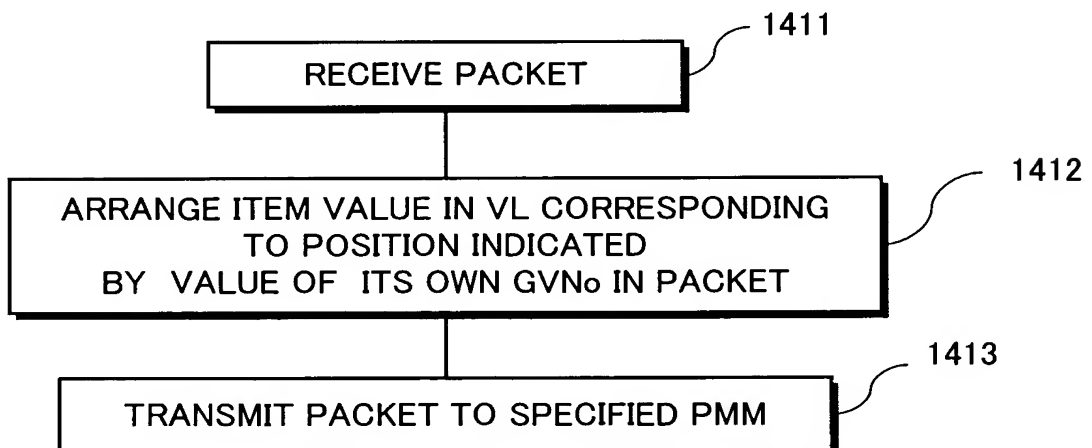 1411
RECEIVE PACKET
1412
ARRANGE ITEM VALUE IN VL CORRESPONDING
TO POSITION INDICATED
BY VALUE OF ITS OWN GVNo IN PACKET
1413
TRANSMIT PACKET TO SPECIFIED PMM